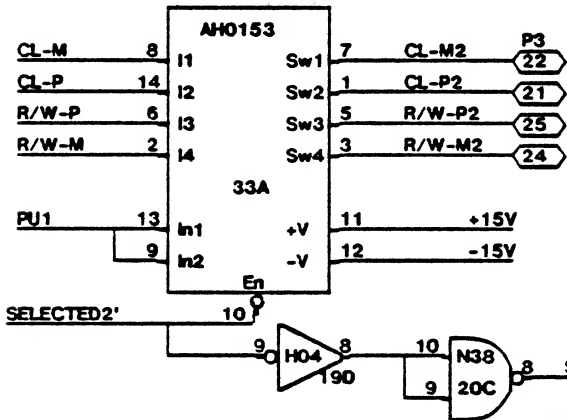 AH0153 P3
CL-M 8 I1 Sw1 7 CL-M2 22
CL-P 14 I2 Sw2 1 CL-P2 21
R/W-P 6 I3 Sw3 5 R/W-P2 25
R/W-M 2 I4 Sw4 3 R/W-M2 24
33A
PU1 13 In1 +V 11 +15V
9 In2 -V 12 -15V
En
SELECTED2' 10
9 H04 8 10 N38 8
19D 9 20C